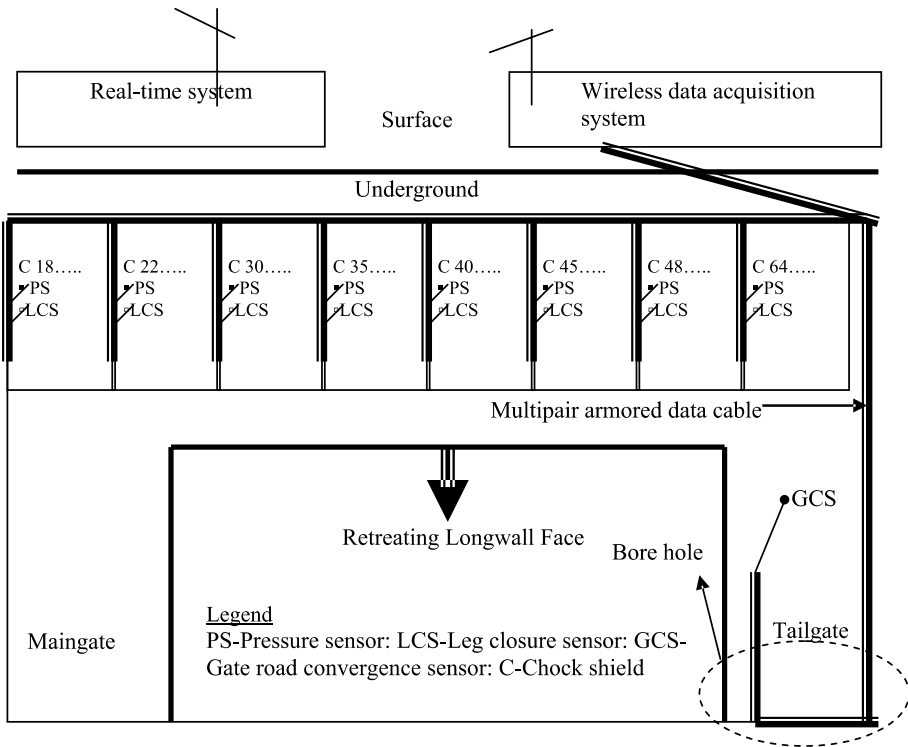 Real-time system
Wireless data acquisition
system
Surface
Underground
C 18….. C 22….. C 30….. C 35….. C 40….. C 45….. C 48….. C 64…..
PS PS PS PS PS PS PS PS
LCS LCS LCS LCS LCS LCS LCS LCS
Multipair armored data cable
GCS
Retreating Longwall Face
Bore hole
Legend
PS-Pressure sensor: LCS-Leg closure sensor: GCS-
Gate road convergence sensor: C-Chock shield
Maingate
Tailgate